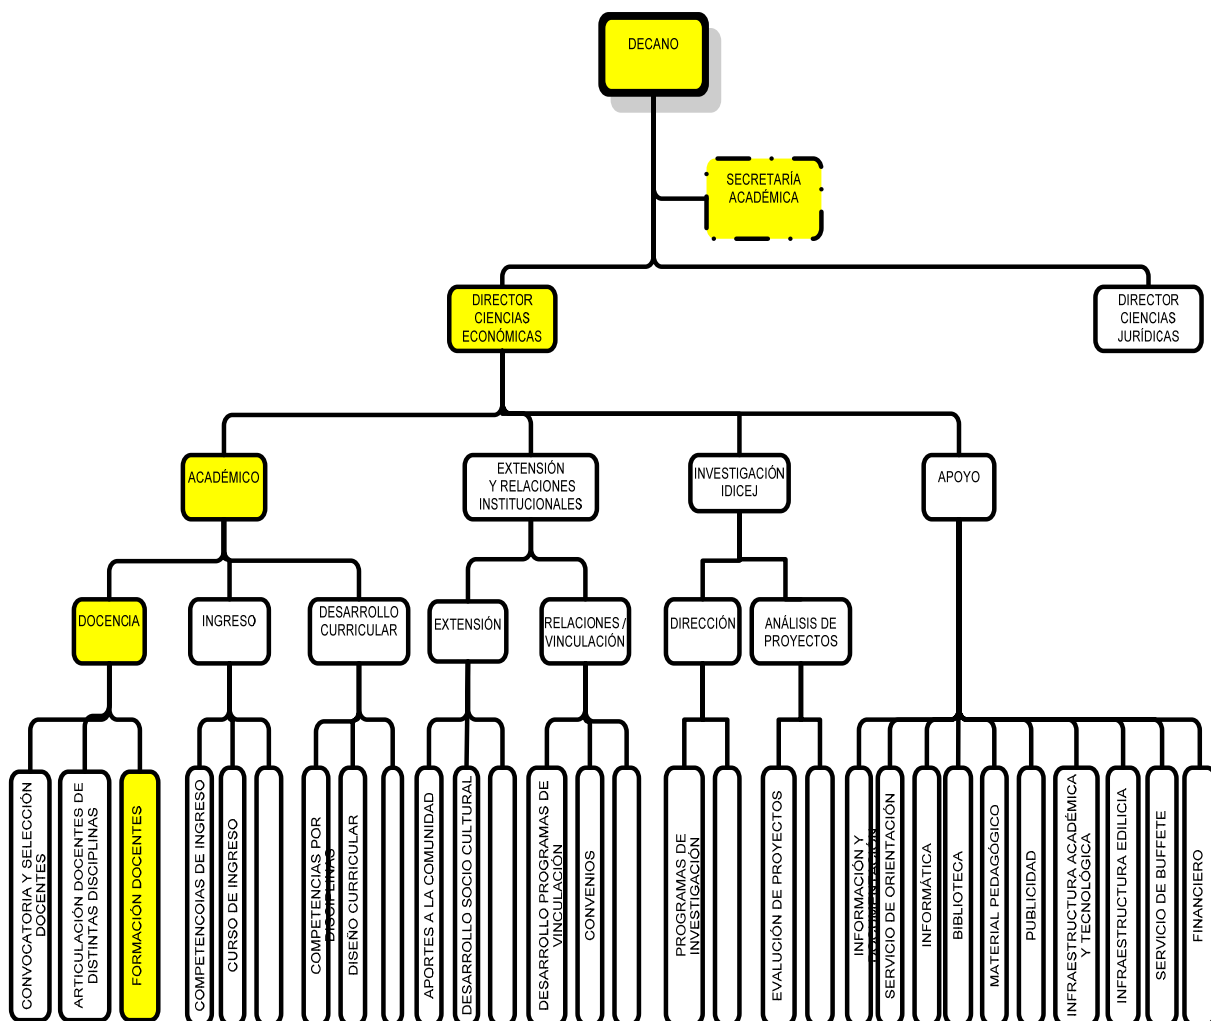 DECANO
SECRETARÍA
ACADÉMICA
DIRECTOR
CIENCIAS
ECONÓMICAS
DIRECTOR
CIENCIAS
JURÍDICAS
ACADÉMICO
EXTENSIÓN
Y RELACIONES
INSTITUCIONALES
INVESTIGACIÓN
IDICEJ
APOYO
DOCENCIA
INGRESO
DESARROLLO
CURRICULAR
EXTENSIÓN
RELACIONES /
VINCULACIÓN
DIRECCIÓN
ANÁLISIS DE
PROYECTOS
CONVOCATORIA Y SELECCIÓN
DOCENTES
ARTICULACIÓN DOCENTES DE
DISTINTAS DISCIPLINAS
FORMACIÓN DOCENTES
COMPETENCOIAS DE INGRESO
CURSO DE INGRESO
COMPETENCIAS POR
DISCIPLINAS
DISEÑO CURRICULAR
APORTES A LA COMUNIDAD
DESARROLLO SOCIO CULTURAL
DESARROLLO PROGRAMAS DE
VINCULACIÓN
CONVENIOS
PROGRAMAS DE
INVESTIGACIÓN
EVALUCIÓN DE PROYECTOS
INFORMACIÓN Y
DOCUMENTACIÓN
SERVICIO DE ORIENTACIÓN
INFORMÁTICA
BIBLIOTECA
MATERIAL PEDAGÓGICO
PUBLICIDAD
INFRAESTRUCTURA ACADÉMICA
Y TECNOLÓGICA
INFRAESTRUCTURA EDILICIA
SERVICIO DE BUFFETE
FINANCIERO